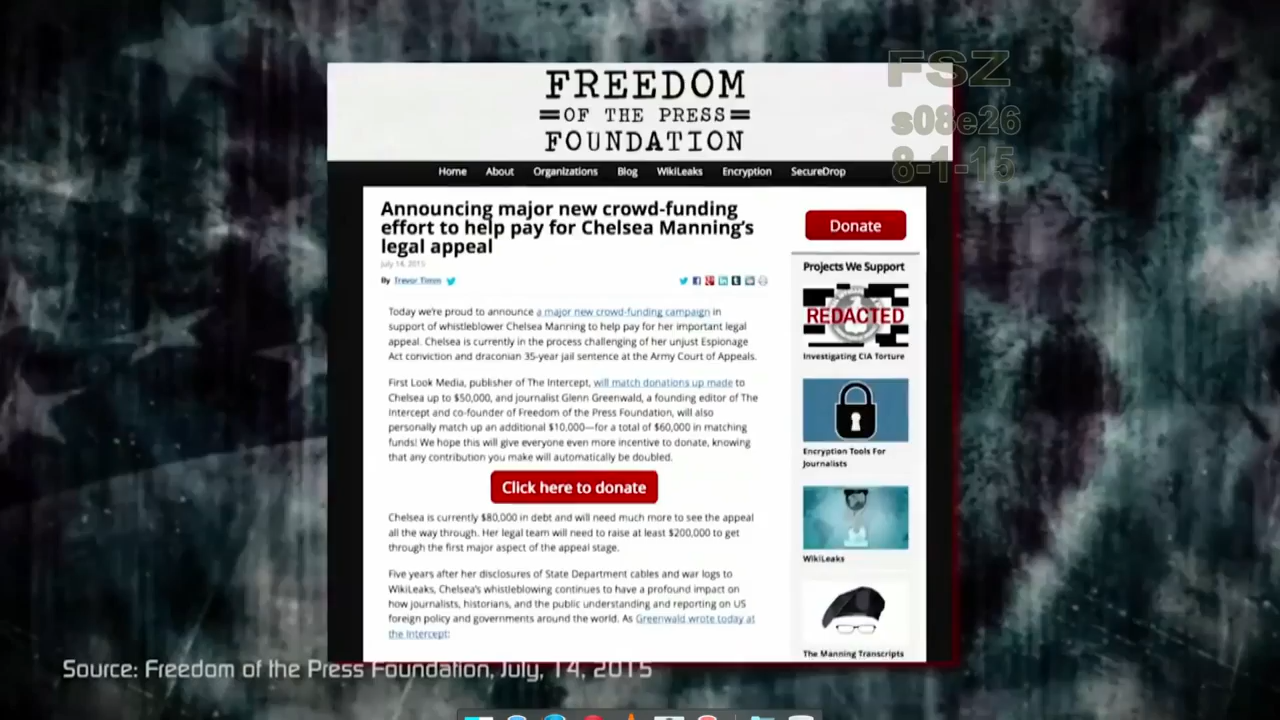 FSZ
s08e26
8-1-15
FREEDOM
OF THE PRESS
FOUNDATION
Home About Organizations Blog WikiLeaks Encryption SecureDrop
Announcing major new crowd-funding
effort to help pay for Chelsea Manning's
legal appeal
July 14, 2015
By Trevor Timm
Today we're proud to announce a major new crowd-funding campaign in
support of whistleblower Chelsea Manning to help pay for her important legal
appeal. Chelsea is currently in the process challenging of her unjust Espionage
Act conviction and draconian 35-year jail sentence at the Army Court of Appeals.
First Look Media, publisher of The Intercept, will match donations up made to
Chelsea up to $50,000, and journalist Glenn Greenwald, a founding editor of The
Intercept and co-founder of Freedom of the Press Foundation, will also
personally match up an additional $10,000—for a total of $60,000 in matching
funds! We hope this will give everyone even more incentive to donate, knowing
that any contribution you make will automatically be doubled.
Click here to donate
Chelsea is currently $80,000 in debt and will need much more to see the appeal
all the way through. Her legal team will need to raise at least $200,000 to get
through the first major aspect of the appeal stage.
Five years after her disclosures of State Department cables and war logs to
WikiLeaks, Chelsea's whistleblowing continues to have a profound impact on
how journalists, historians, and the public understanding and reporting on US
foreign policy and governments around the world. As Greenwald wrote today at
the Intercept:
Donate
Projects We Support
REDACTED
Investigating CIA Torture
Encryption Tools For
Journalists
WikiLeaks
The Manning Transcripts
Source: Freedom of the Press Foundation, July, 14, 2015